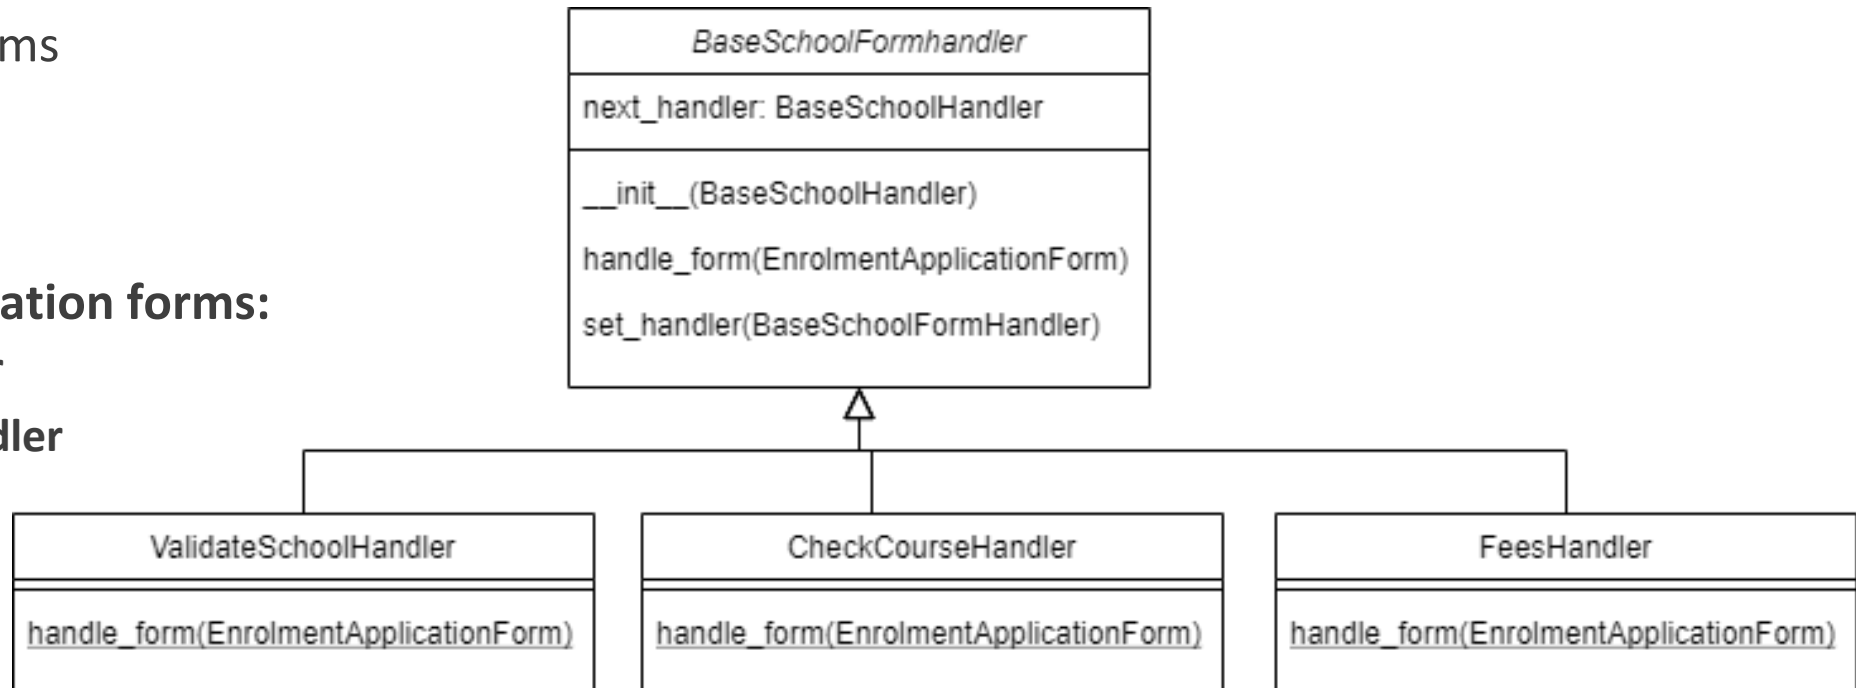 ms
ation forms:
r
dler
BaseSchoolFormhandler
next_handler: BaseSchoolHandler
__init__(BaseSchoolHandler)
handle_form(EnrolmentApplicationForm)
set_handler(BaseSchoolFormHandler)
ValidateSchoolHandler
handle_form(EnrolmentApplicationForm)
CheckCourseHandler
handle_form(EnrolmentApplicationForm)
FeesHandler
handle_form(EnrolmentApplicationForm)